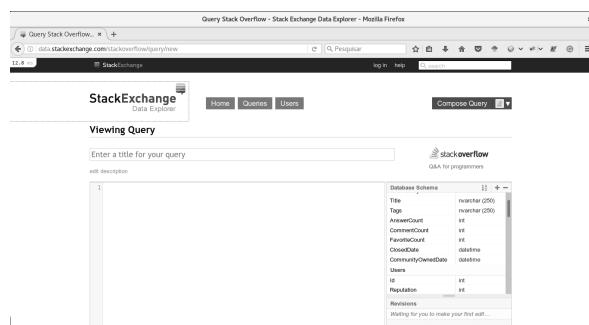 Query Stack Overflow - Stack Exchange Data Explorer - Mozilla Firefox
Query Stack Overflow... × +
data.stackexchange.com/stackoverflow/query/new
Pesquisar
12.8 ms
StackExchange
log in help search
StackExchange
Data Explorer
Home Queries Users
Compose Query
Viewing Query
Enter a title for your query
edit description
stackoverflow
Q&A for programmers
1
Database Schema
Title nvarchar (250)
Tags nvarchar (250)
AnswerCount int
CommentCount int
FavoriteCount int
ClosedDate datetime
CommunityOwnedDate datetime
Users
Id int
Reputation int
Revisions
Waiting for you to make your first edit...